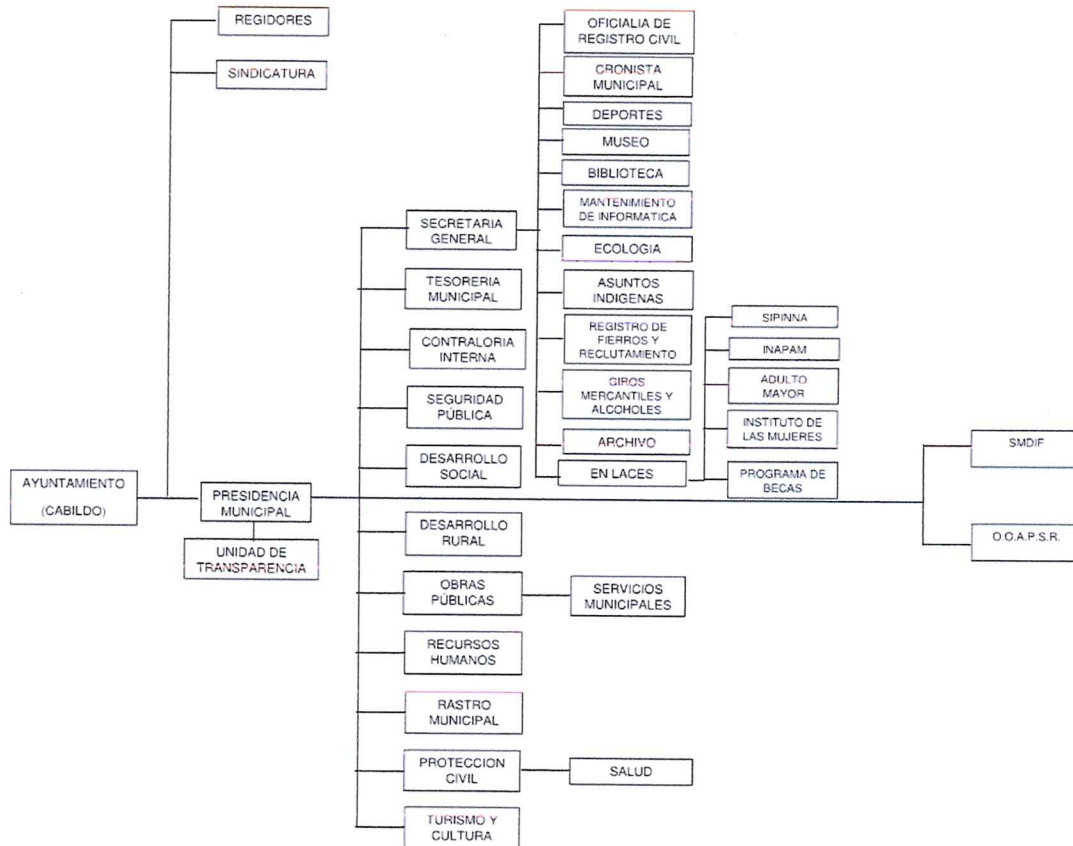 REGIDORES
SINDICATURA
OFICIALIA DE
REGISTRO CIVIL
CRONISTA
MUNICIPAL
DEPORTES
MUSEO
BIBLIOTECA
MANTENIMIENTO
DE INFORMATICA
ECOLOGIA
ASUNTOS
INDIGENAS
REGISTRO DE
FIERROS Y
RECLUTAMIENTO
GIROS
MERCANTILES Y
ALCOHOLES
ARCHIVO
EN LACES
SIPINNA
INAPAM
ADULTO
MAYOR
INSTITUTO DE
LAS MUJERES
PROGRAMA DE
BECAS
SECRETARIA
GENERAL
TESORERIA
MUNICIPAL
CONTRALORIA
INTERNA
SEGURIDAD
PÚBLICA
DESARROLLO
SOCIAL
AYUNTAMIENTO
(CABILDO)
PRESIDENCIA
MUNICIPAL
UNIDAD DE
TRANSPARENCIA
SMDIF
O.O.A.P.S.R.
DESARROLLO
RURAL
OBRAS
PÚBLICAS
SERVICIOS
MUNICIPALES
RECURSOS
HUMANOS
RASTRO
MUNICIPAL
PROTECCION
CIVIL
SALUD
TURISMO Y
CULTURA